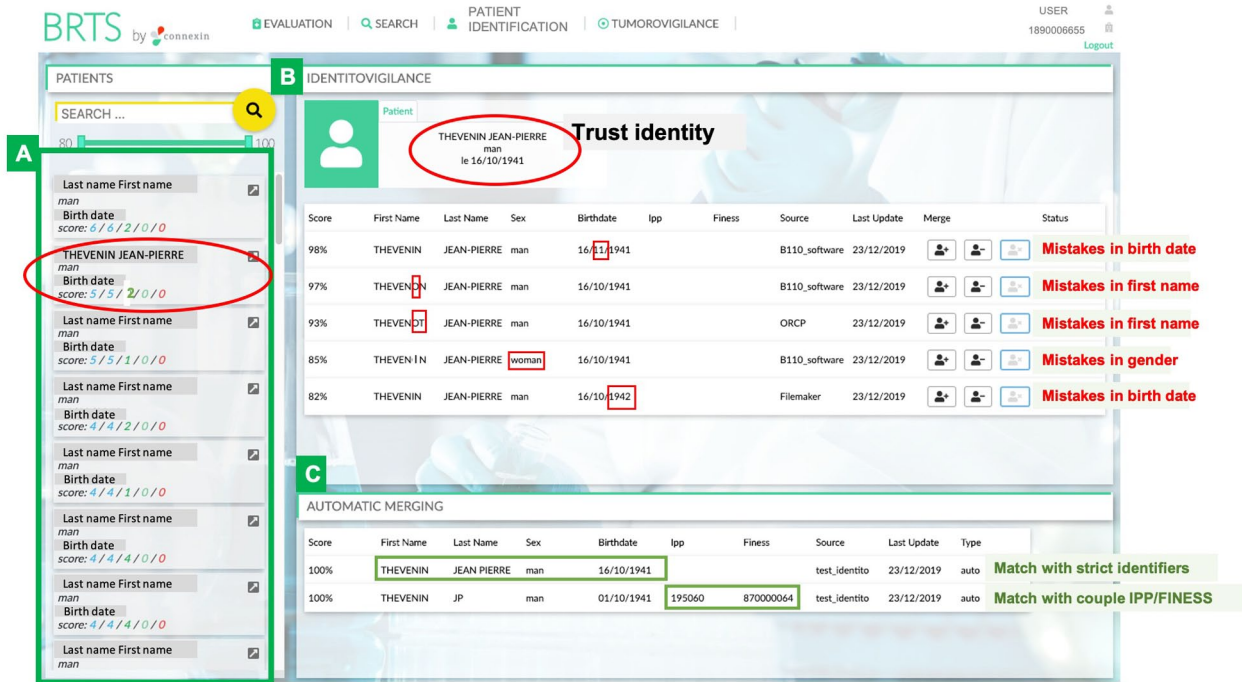 BRTS by connexin
EVALUATION
SEARCH
PATIENT
IDENTIFICATION
TUMOROVIGILANCE
USER
1890006655
Logout
A
PATIENTS
SEARCH ...
80 100
Last name First name
man
Birth date
score: 6 / 6 / 2 / 0 / 0
THEVENIN JEAN-PIERRE
man
Birth date
score: 5 / 5 / 2 / 0 / 0
Last name First name
man
Birth date
score: 5 / 5 / 1 / 0 / 0
Last name First name
man
Birth date
score: 4 / 4 / 2 / 0 / 0
Last name First name
man
Birth date
score: 4 / 4 / 1 / 0 / 0
Last name First name
man
Birth date
score: 4 / 4 / 4 / 0 / 0
Last name First name
man
Birth date
score: 4 / 4 / 4 / 0 / 0
Last name First name
man
B
IDENTITOVIGILANCE
Patient
THEVENIN JEAN-PIERRE
man
le 16/10/1941
Trust identity
Score First Name Last Name Sex Birthdate Ipp Finess Source Last Update Merge Status
98% THEVENIN JEAN-PIERRE man 16/11/1941 B110_software 23/12/2019 Mistakes in birth date
97% THEVENON JEAN-PIERRE man 16/10/1941 B110_software 23/12/2019 Mistakes in first name
93% THEVENOT JEAN-PIERRE man 16/10/1941 ORCP 23/12/2019 Mistakes in first name
85% THEVENIN JEAN-PIERRE woman 16/10/1941 B110_software 23/12/2019 Mistakes in gender
82% THEVENIN JEAN-PIERRE man 16/10/1942 Filemaker 23/12/2019 Mistakes in birth date
C
AUTOMATIC MERGING
Score First Name Last Name Sex Birthdate Ipp Finess Source Last Update Type
100% THEVENIN JEAN PIERRE man 16/10/1941 test_identito 23/12/2019 auto Match with strict identifiers
100% THEVENIN JP man 01/10/1941 195060 870000064 test_identito 23/12/2019 auto Match with couple IPP/FINESS